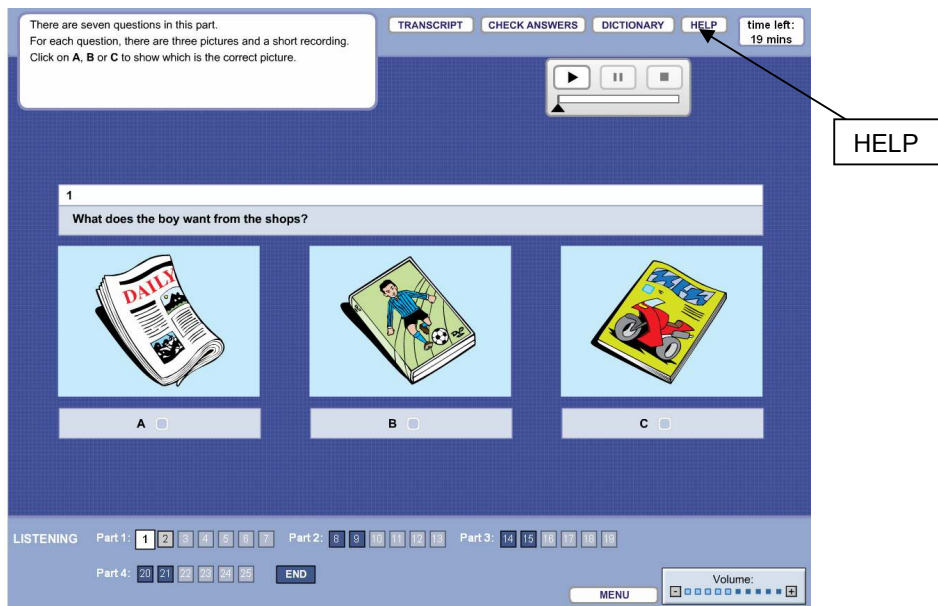 There are seven questions in this part.
For each question, there are three pictures and a short recording.
Click on A, B or C to show which is the correct picture.
TRANSCRIPT
CHECK ANSWERS
DICTIONARY
HELP
time left:
19 mins
HELP
1
What does the boy want from the shops?
DAILY
A
B
C
LISTENING Part 1: 1 2 3 4 5 6 7 Part 2: 8 9 10 11 12 13 Part 3: 14 15 16 17 18 19
Part 4: 20 21 22 23 24 25 END
MENU
Volume:
- +